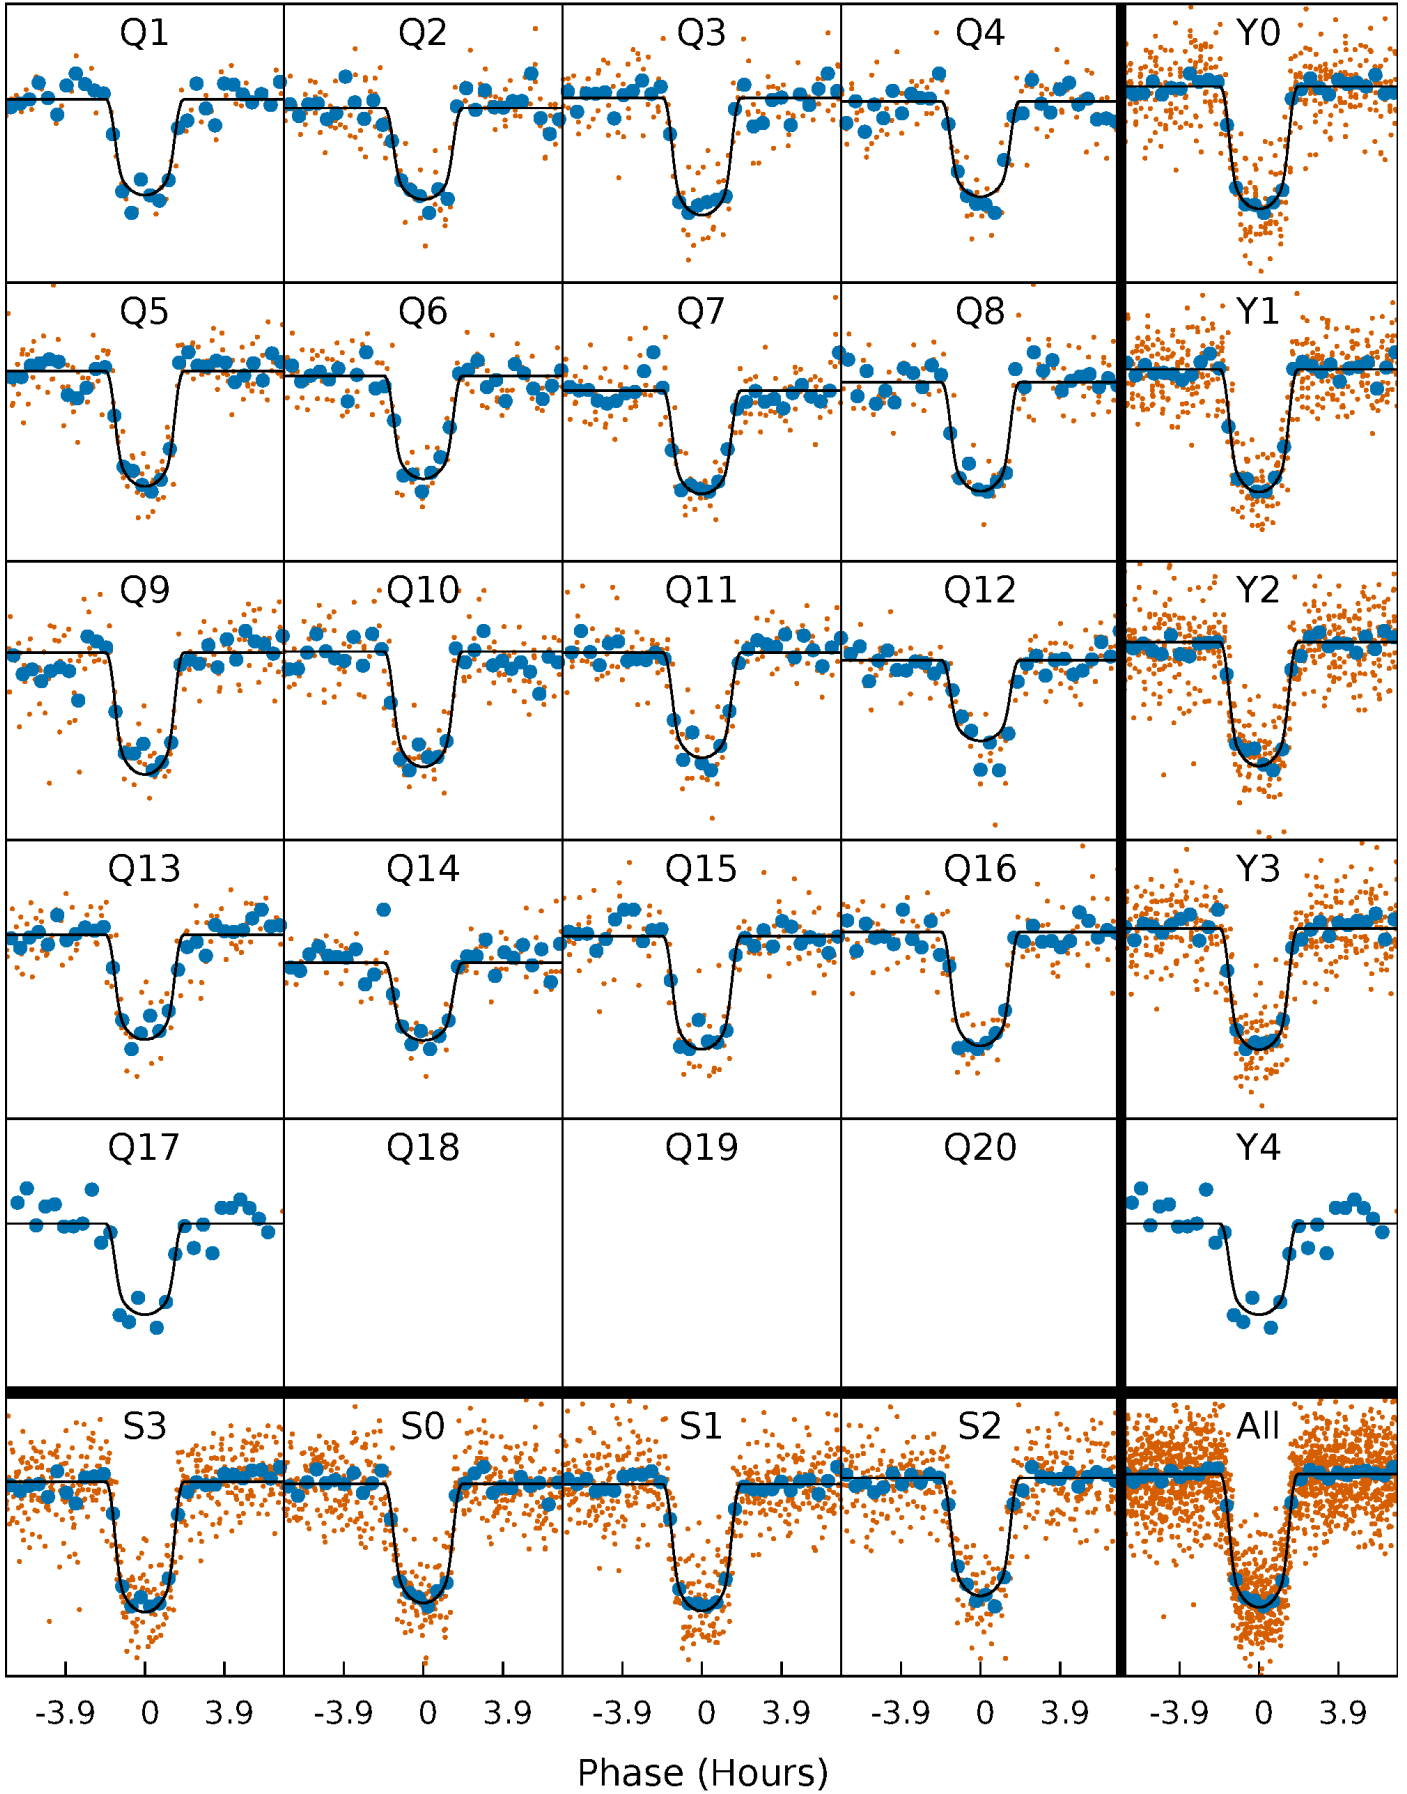 Q1 Q2 Q3 Q4 Y0
Q5 Q6 Q7 Q8 Y1
Q9 Q10 Q11 Q12 Y2
Q13 Q14 Q15 Q16 Y3
Q17 Q18 Q19 Q20 Y4
S3 S0 S1 S2 All
-3.9 0 3.9 -3.9 0 3.9 -3.9 0 3.9 -3.9 0 3.9 -3.9 0 3.9
Phase (Hours)